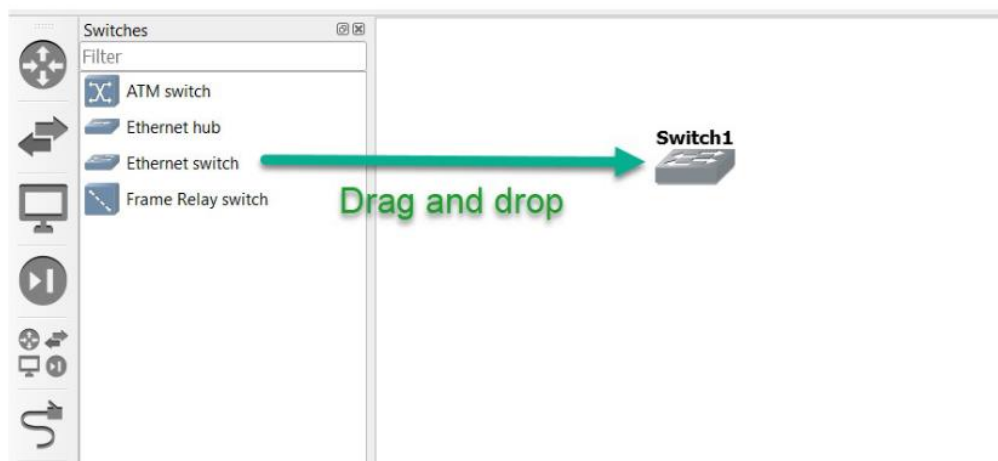 Switches
Filter
ATM switch
Ethernet hub
Ethernet switch
Frame Relay switch
Drag and drop
Switch1